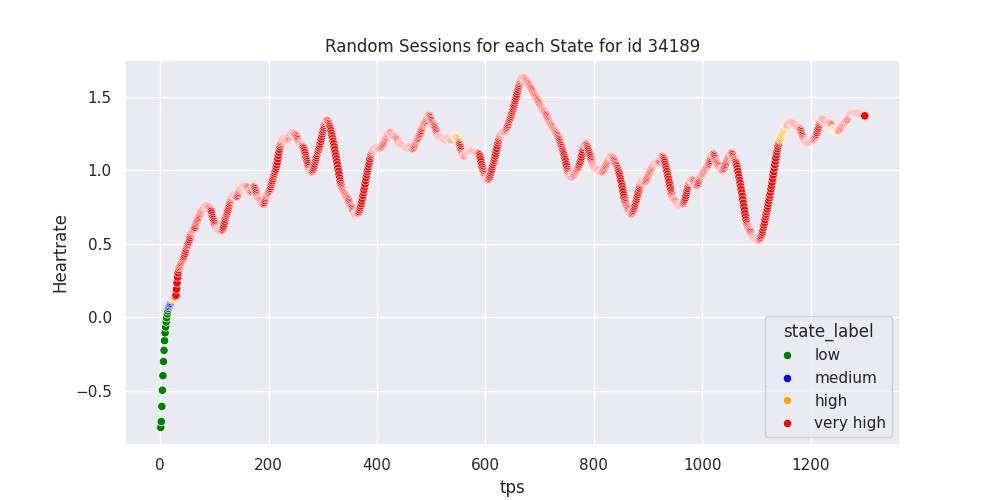 Random Sessions for each State for id 34189
Heartrate
1.5
1.0
0.5
0.0
−0.5
0
200
400
600
800
1000
1200
tps
state_label
low
medium
high
very high